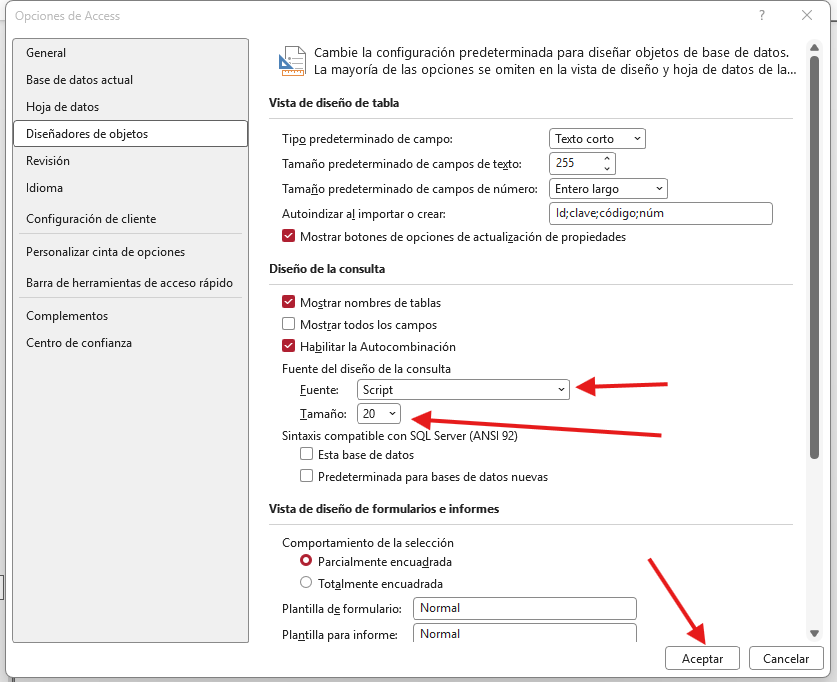 Opciones de Access
?
General
Base de datos actual
Hoja de datos
Diseñadores de objetos
Revisión
Idioma
Configuración de cliente
Personalizar cinta de opciones
Barra de herramientas de acceso rápido
Complementos
Centro de confianza
Cambie la configuración predeterminada para diseñar objetos de base de datos.
La mayoría de las opciones se omiten en la vista de diseño y hoja de datos de la...
Vista de diseño de tabla
Tipo predeterminado de campo: Texto corto
Tamaño predeterminado de campos de texto: 255
Tamaño predeterminado de campos de número: Entero largo
Autoindizar al importar o crear: Id;clave;código;núm
Mostrar botones de opciones de actualización de propiedades
Diseño de la consulta
Mostrar nombres de tablas
Mostrar todos los campos
Habilitar la Autocombinación
Fuente del diseño de la consulta
Fuente: Script
Tamaño: 20
Sintaxis compatible con SQL Server (ANSI 92)
Esta base de datos
Predeterminada para bases de datos nuevas
Vista de diseño de formularios e informes
Comportamiento de la selección
Parcialmente encuadrada
Totalmente encuadrada
Plantilla de formulario: Normal
Plantilla para informe: Normal
Aceptar Cancelar